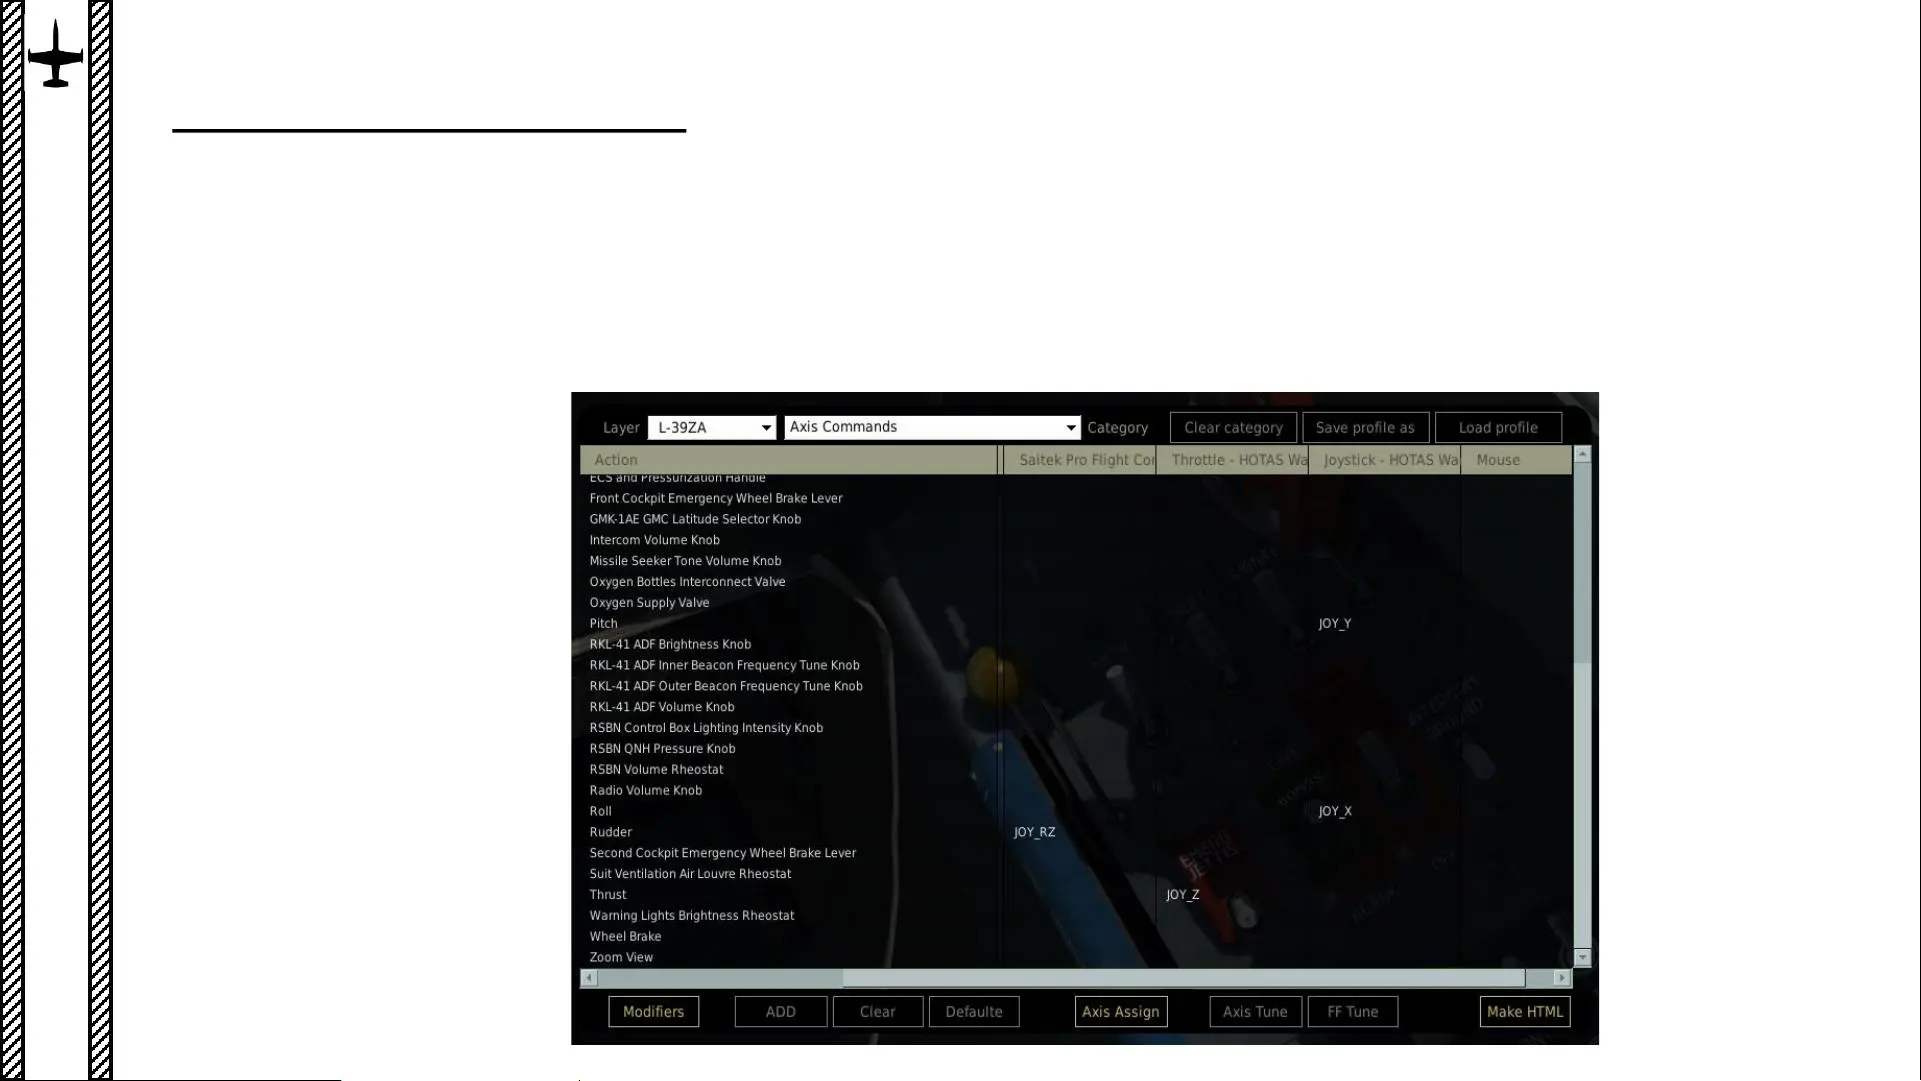 Layer L-39ZA Axis Commands Category Clear category Save profile as Load profile
Action Saitek Pro Flight Cor Throttle - HOTAS Wa Joystick - HOTAS Wa Mouse
ECS and Pressurization Handle
Front Cockpit Emergency Wheel Brake Lever
GMK-1AE GMC Latitude Selector Knob
Intercom Volume Knob
Missile Seeker Tone Volume Knob
Oxygen Bottles Interconnect Valve
Oxygen Supply Valve
Pitch JOY_Y
RKL-41 ADF Brightness Knob
RKL-41 ADF Inner Beacon Frequency Tune Knob
RKL-41 ADF Outer Beacon Frequency Tune Knob
RKL-41 ADF Volume Knob
RSBN Control Box Lighting Intensity Knob
RSBN QNH Pressure Knob
RSBN Volume Rheostat
Radio Volume Knob
Roll JOY_X
Rudder JOY_RZ
Second Cockpit Emergency Wheel Brake Lever
Suit Ventilation Air Louvre Rheostat
Thrust JOY_Z
Warning Lights Brightness Rheostat
Wheel Brake
Zoom View
Modifiers ADD Clear Defaulte Axis Assign Axis Tune FF Tune Make HTML
EMERG
JETTIS